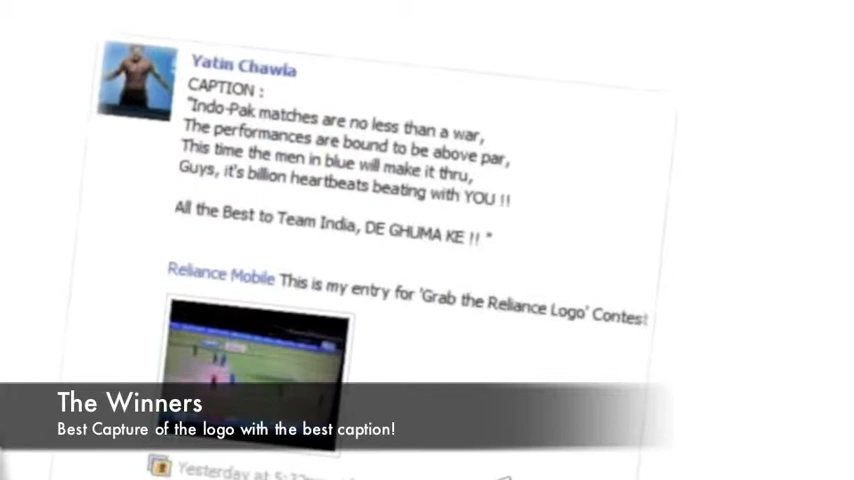 Yatin Chawla
CAPTION :
"Indo-Pak matches are no less than a war,
The performances are bound to be above par,
This time the men in blue will make it thru,
Guys, it's billion heartbeats beating with YOU !!
All the Best to Team India, DE GHUMA KE !! "
Reliance Mobile This is my entry for 'Grab the Reliance Logo' Contest
The Winners
Best Capture of the logo with the best caption!
Yesterday at